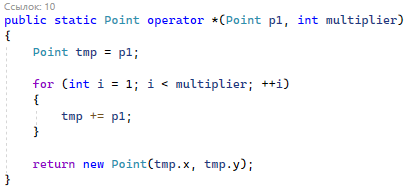 Ссылок: 10
public static Point operator *(Point p1, int multiplier)
{
    Point tmp = p1;

    for (int i = 1; i < multiplier; ++i)
    {
        tmp += p1;
    }

    return new Point(tmp.x, tmp.y);
}